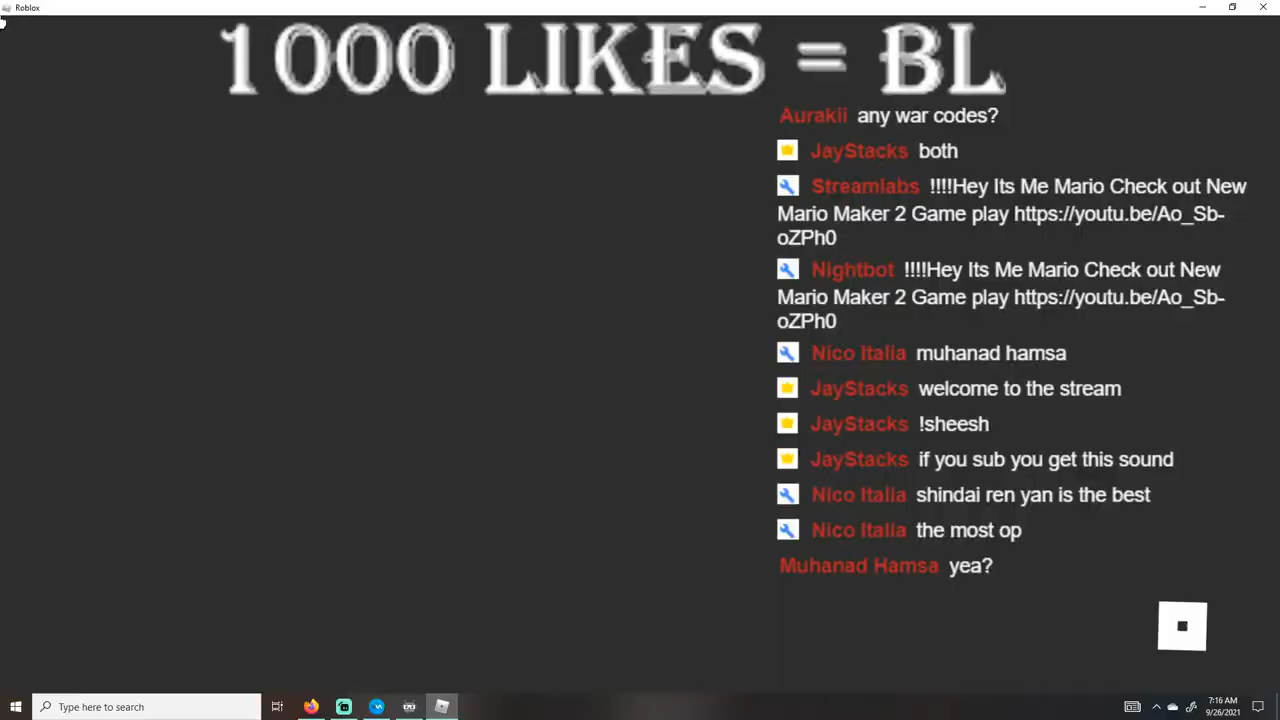 Roblox
1000 LIKES = BL
Aurakii any war codes?
JayStacks both
Streamlabs !!!!Hey Its Me Mario Check out New
Mario Maker 2 Game play https://youtu.be/Ao_Sb-
oZPh0
Nightbot !!!!Hey Its Me Mario Check out New
Mario Maker 2 Game play https://youtu.be/Ao_Sb-
oZPh0
Nico Italia muhanad hamsa
JayStacks welcome to the stream
JayStacks !sheesh
JayStacks if you sub you get this sound
Nico Italia shindai ren yan is the best
Nico Italia the most op
Muhanad Hamsa yea?
Type here to search
7:16 AM
9/26/2021